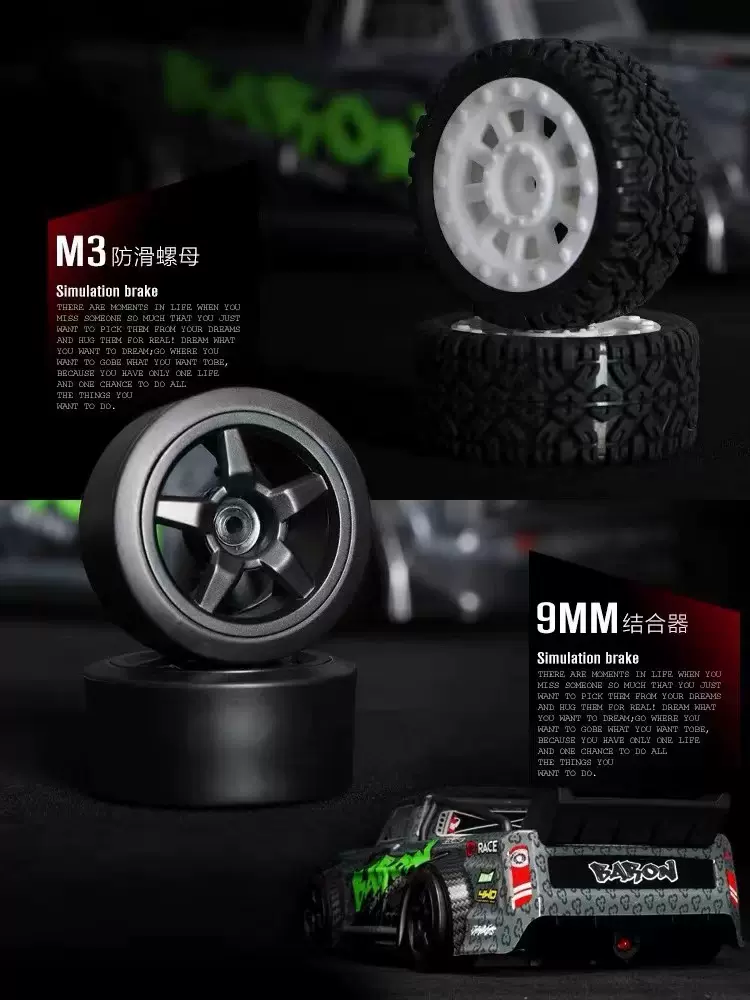 BARON
M3 防滑螺母
Simulation brake
THERE ARE MOMENTS IN LIFE WHEN YOU
MISS SOMEONE SO MUCH THAT YOU JUST
WANT TO PICK THEM FROM YOUR DREAMS
AND HUG THEM FOR REAL! DREAM WHAT
YOU WANT TO DREAM;GO WHERE YOU
WANT TO GOBE WHAT YOU WANT TOBE,
BECAUSE YOU HAVE ONLY ONE LIFE
AND ONE CHANCE TO DO ALL
THE THINGS YOU
WANT TO DO.
9MM 结合器
Simulation brake
THERE ARE MOMENTS IN LIFE WHEN YOU
MISS SOMEONE SO MUCH THAT YOU JUST
WANT TO PICK THEM FROM YOUR DREAMS
AND HUG THEM FOR REAL! DREAM WHAT
YOU WANT TO DREAM;GO WHERE YOU
WANT TO GOBE WHAT YOU WANT TOBE,
BECAUSE YOU HAVE ONLY ONE LIFE
AND ONE CHANCE TO DO ALL
THE THINGS YOU
WANT TO DO.
RACE
BARON
4WD
BARON